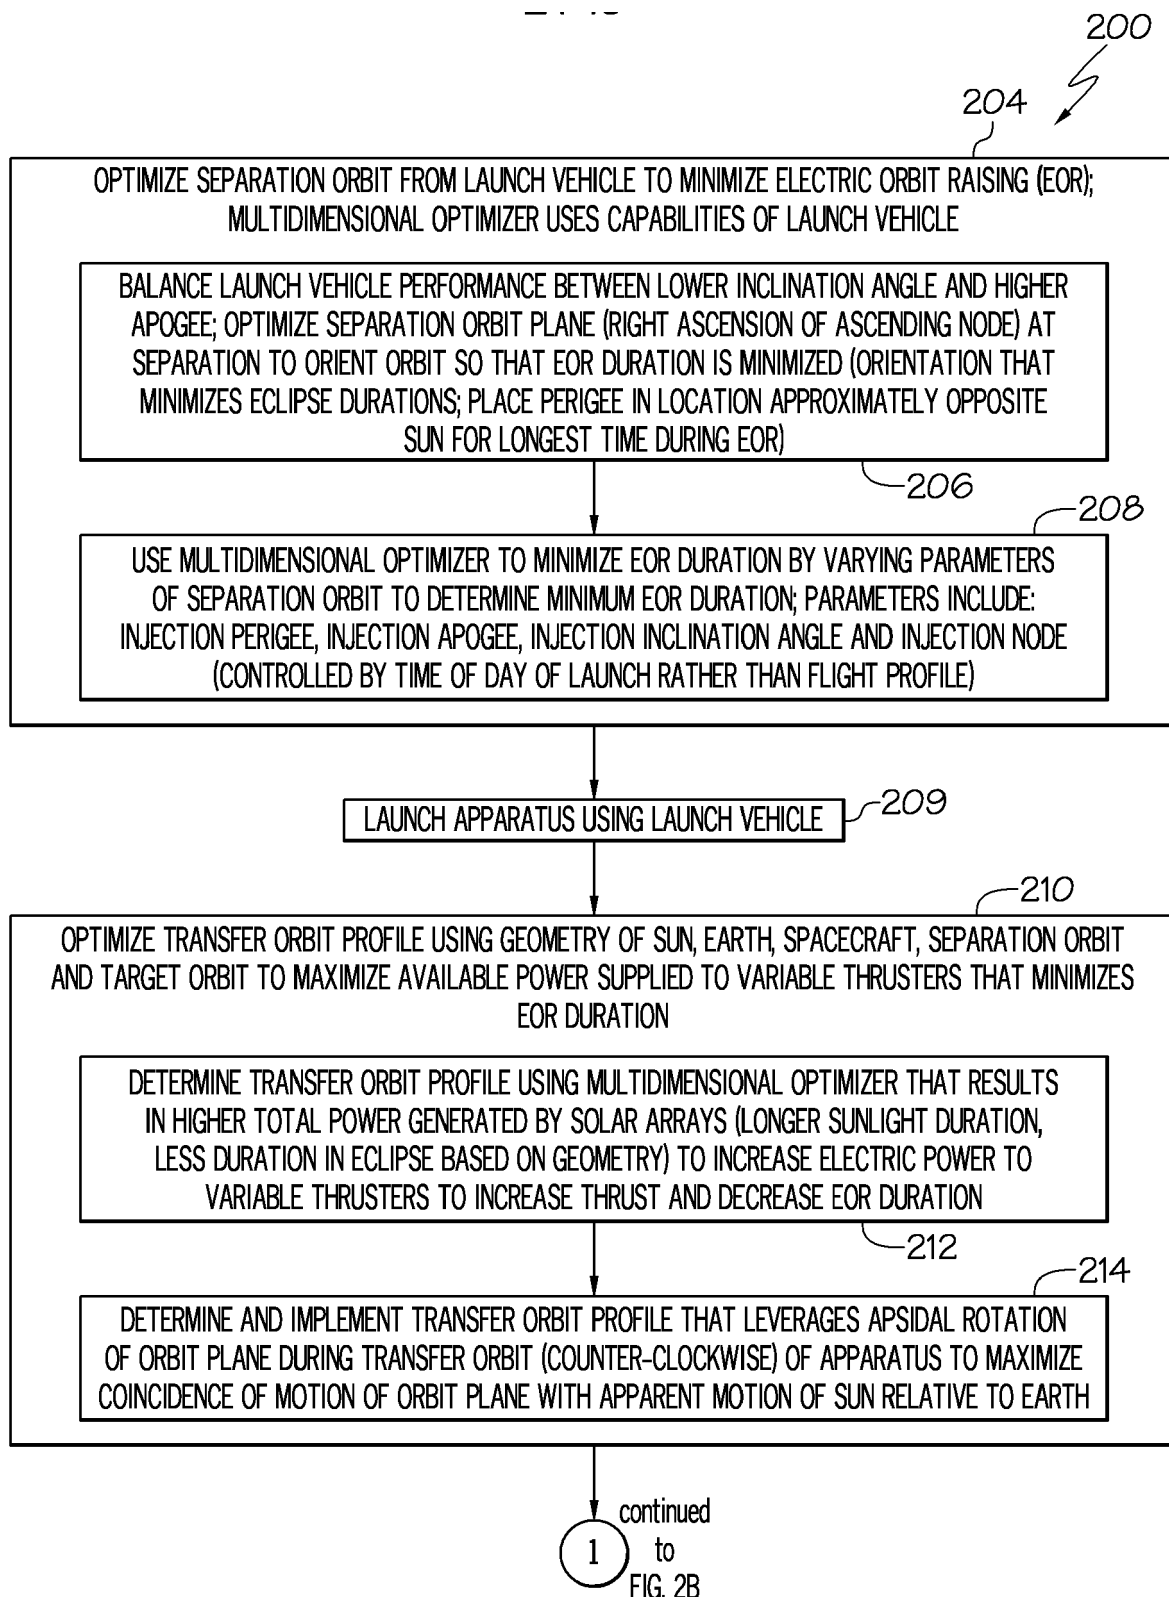 200
204
OPTIMIZE SEPARATION ORBIT FROM LAUNCH VEHICLE TO MINIMIZE ELECTRIC ORBIT RAISING (EOR);
MULTIDIMENSIONAL OPTIMIZER USES CAPABILITIES OF LAUNCH VEHICLE
BALANCE LAUNCH VEHICLE PERFORMANCE BETWEEN LOWER INCLINATION ANGLE AND HIGHER
APOGEE; OPTIMIZE SEPARATION ORBIT PLANE (RIGHT ASCENSION OF ASCENDING NODE) AT
SEPARATION TO ORIENT ORBIT SO THAT EOR DURATION IS MINIMIZED (ORIENTATION THAT
MINIMIZES ECLIPSE DURATIONS; PLACE PERIGEE IN LOCATION APPROXIMATELY OPPOSITE
SUN FOR LONGEST TIME DURING EOR)
206
208
USE MULTIDIMENSIONAL OPTIMIZER TO MINIMIZE EOR DURATION BY VARYING PARAMETERS
OF SEPARATION ORBIT TO DETERMINE MINIMUM EOR DURATION; PARAMETERS INCLUDE:
INJECTION PERIGEE, INJECTION APOGEE, INJECTION INCLINATION ANGLE AND INJECTION NODE
(CONTROLLED BY TIME OF DAY OF LAUNCH RATHER THAN FLIGHT PROFILE)
LAUNCH APPARATUS USING LAUNCH VEHICLE
209
210
OPTIMIZE TRANSFER ORBIT PROFILE USING GEOMETRY OF SUN, EARTH, SPACECRAFT, SEPARATION ORBIT
AND TARGET ORBIT TO MAXIMIZE AVAILABLE POWER SUPPLIED TO VARIABLE THRUSTERS THAT MINIMIZES
EOR DURATION
DETERMINE TRANSFER ORBIT PROFILE USING MULTIDIMENSIONAL OPTIMIZER THAT RESULTS
IN HIGHER TOTAL POWER GENERATED BY SOLAR ARRAYS (LONGER SUNLIGHT DURATION,
LESS DURATION IN ECLIPSE BASED ON GEOMETRY) TO INCREASE ELECTRIC POWER TO
VARIABLE THRUSTERS TO INCREASE THRUST AND DECREASE EOR DURATION
212
214
DETERMINE AND IMPLEMENT TRANSFER ORBIT PROFILE THAT LEVERAGES APSIDAL ROTATION
OF ORBIT PLANE DURING TRANSFER ORBIT (COUNTER-CLOCKWISE) OF APPARATUS TO MAXIMIZE
COINCIDENCE OF MOTION OF ORBIT PLANE WITH APPARENT MOTION OF SUN RELATIVE TO EARTH
1
continued
to
FIG. 2B